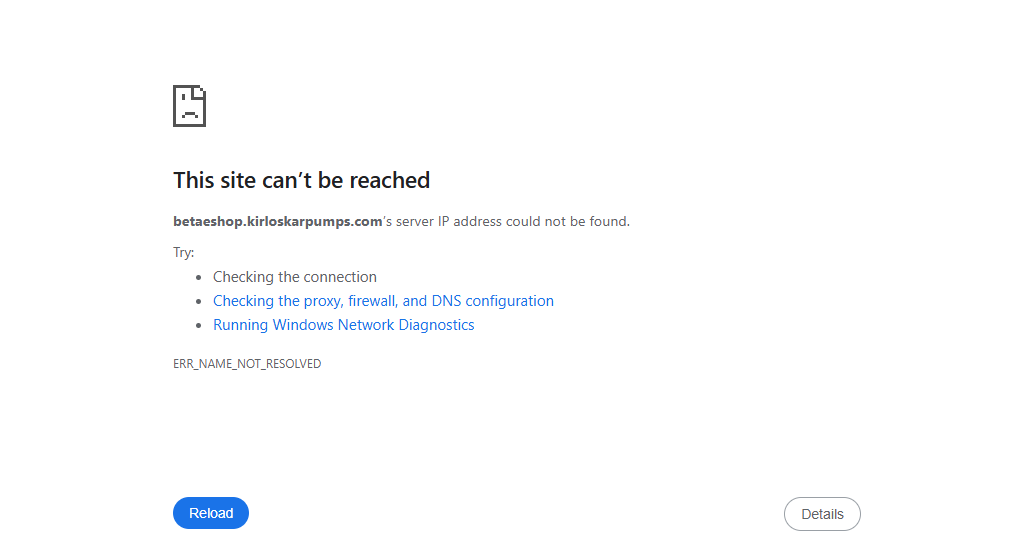 This site can’t be reached
betaeshop.kirloskarpumps.com’s server IP address could not be found.
Try:
• Checking the connection
• Checking the proxy, firewall, and DNS configuration
• Running Windows Network Diagnostics
ERR_NAME_NOT_RESOLVED
Reload
Details